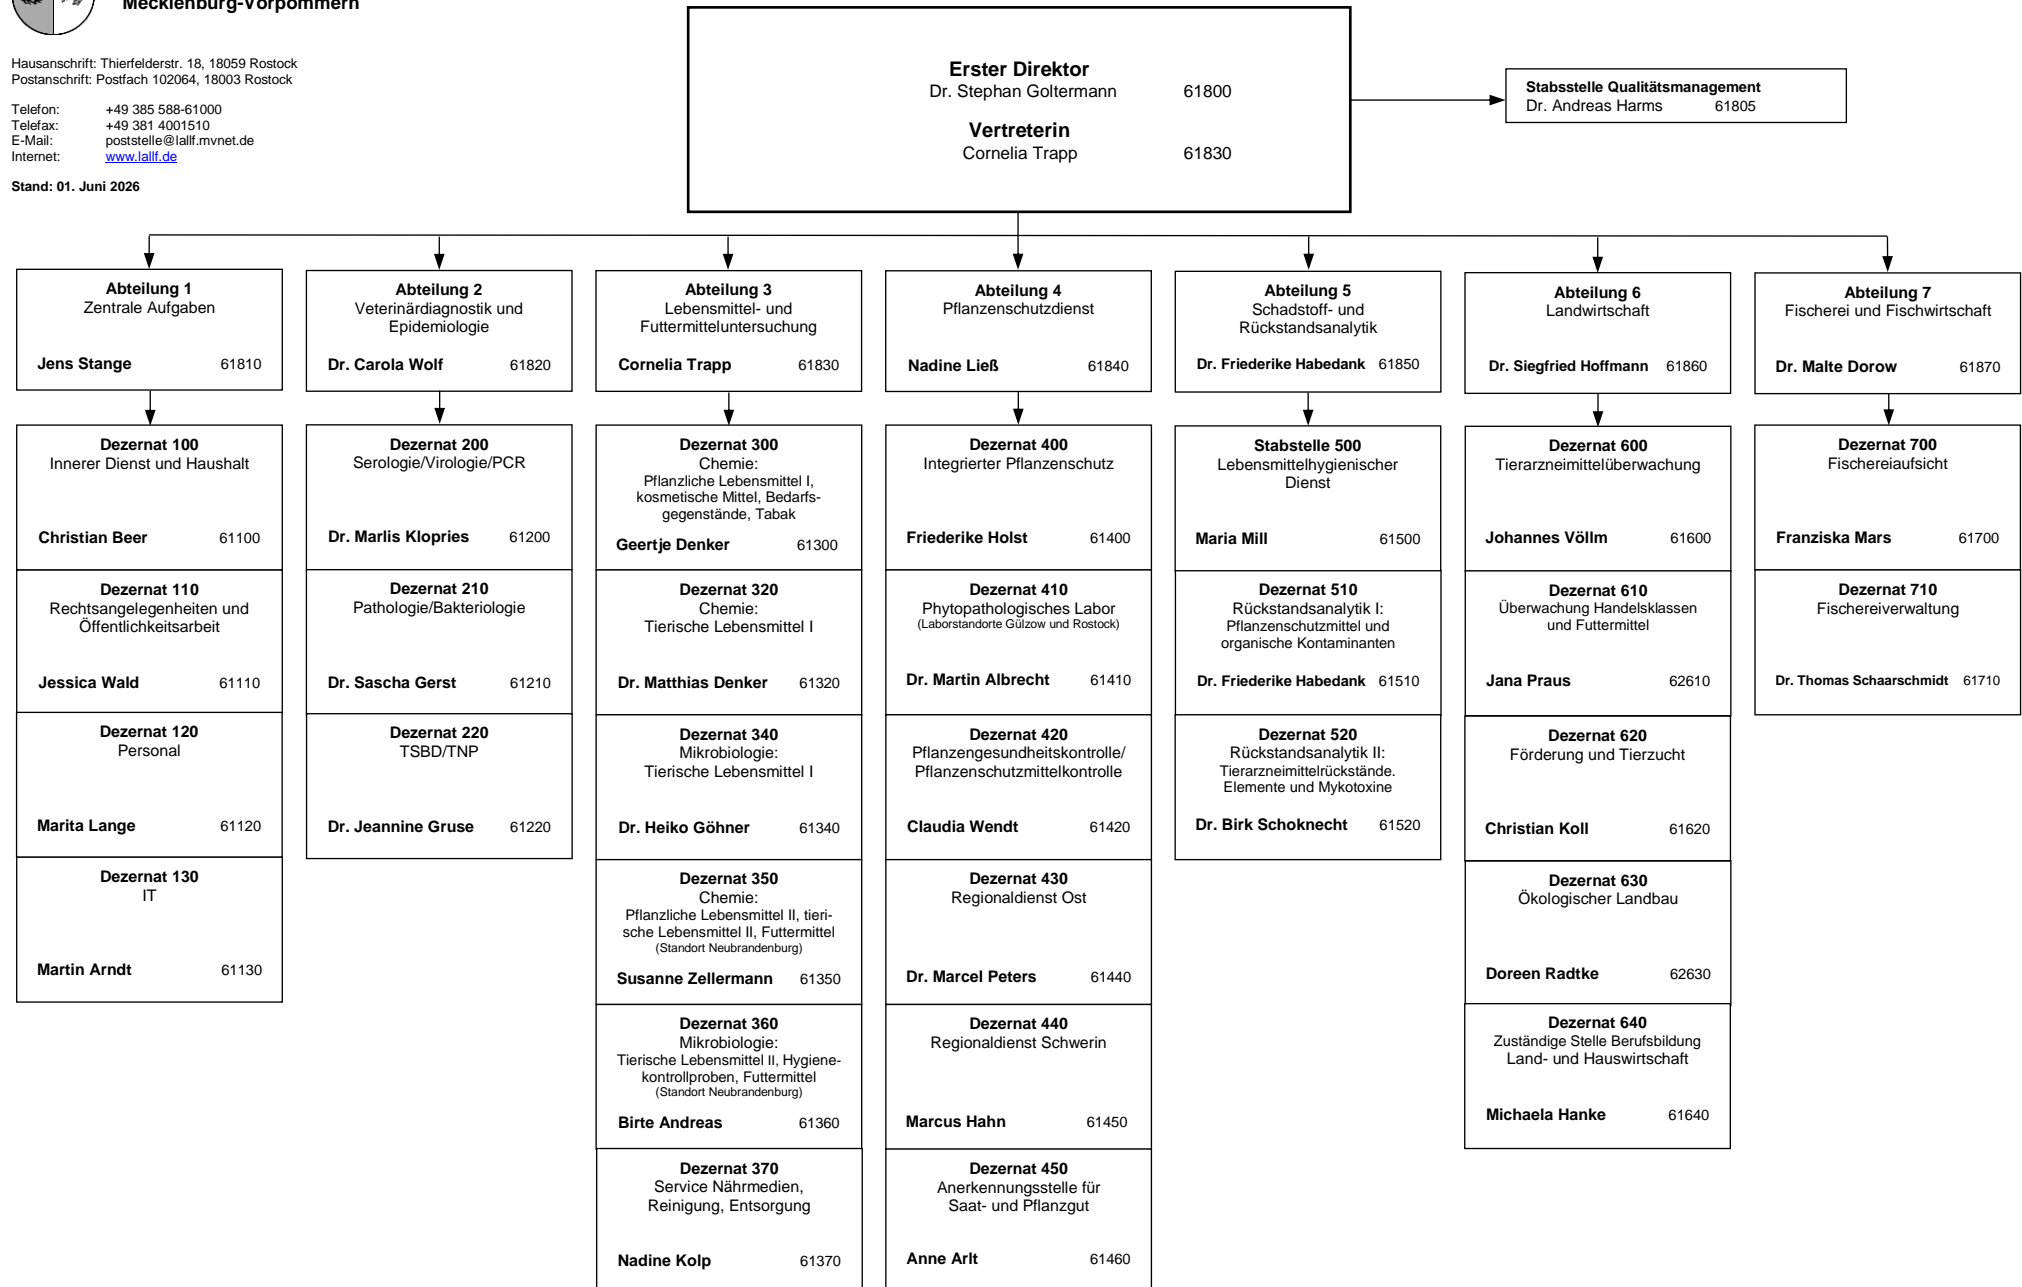 Mecklenburg-Vorpommern
Hausanschrift: Thierfelderstr. 18, 18059 Rostock
Postanschrift: Postfach 102064, 18003 Rostock
Telefon: +49 385 588-61000
Telefax: +49 381 4001510
E-Mail: poststelle@lallf.mvnet.de
Internet: www.lallf.de
Stand: 01. Juni 2026
Erster Direktor
Dr. Stephan Goltermann 61800
Vertreterin
Cornelia Trapp 61830
Stabsstelle Qualitätsmanagement
Dr. Andreas Harms 61805
Abteilung 1
Zentrale Aufgaben
Jens Stange 61810
Abteilung 2
Veterinärdiagnostik und
Epidemiologie
Dr. Carola Wolf 61820
Abteilung 3
Lebensmittel- und
Futtermitteluntersuchung
Cornelia Trapp 61830
Abteilung 4
Pflanzenschutzdienst
Nadine Ließ 61840
Abteilung 5
Schadstoff- und
Rückstandsanalytik
Dr. Friederike Habedank 61850
Abteilung 6
Landwirtschaft
Dr. Siegfried Hoffmann 61860
Abteilung 7
Fischerei und Fischwirtschaft
Dr. Malte Dorow 61870
Dezernat 100
Innerer Dienst und Haushalt
Christian Beer 61100
Dezernat 110
Rechtsangelegenheiten und
Öffentlichkeitsarbeit
Jessica Wald 61110
Dezernat 120
Personal
Marita Lange 61120
Dezernat 130
IT
Martin Arndt 61130
Dezernat 200
Serologie/Virologie/PCR
Dr. Marlis Klopries 61200
Dezernat 210
Pathologie/Bakteriologie
Dr. Sascha Gerst 61210
Dezernat 220
TSBD/TNP
Dr. Jeannine Gruse 61220
Dezernat 300
Chemie:
Pflanzliche Lebensmittel I,
kosmetische Mittel, Bedarfs-
gegenstände, Tabak
Geertje Denker 61300
Dezernat 320
Chemie:
Tierische Lebensmittel I
Dr. Matthias Denker 61320
Dezernat 340
Mikrobiologie:
Tierische Lebensmittel I
Dr. Heiko Göhner 61340
Dezernat 350
Chemie:
Pflanzliche Lebensmittel II, tieri-
sche Lebensmittel II, Futtermittel
(Standort Neubrandenburg)
Susanne Zellermann 61350
Dezernat 360
Mikrobiologie:
Tierische Lebensmittel II, Hygiene-
kontrollproben, Futtermittel
(Standort Neubrandenburg)
Birte Andreas 61360
Dezernat 370
Service Nährmedien,
Reinigung, Entsorgung
Nadine Kolp 61370
Dezernat 400
Integrierter Pflanzenschutz
Friederike Holst 61400
Dezernat 410
Phytopathologisches Labor
(Laborstandorte Gülzow und Rostock)
Dr. Martin Albrecht 61410
Dezernat 420
Pflanzengesundheitskontrolle/
Pflanzenschutzmittelkontrolle
Claudia Wendt 61420
Dezernat 430
Regionaldienst Ost
Dr. Marcel Peters 61440
Dezernat 440
Regionaldienst Schwerin
Marcus Hahn 61450
Dezernat 450
Anerkennungsstelle für
Saat- und Pflanzgut
Anne Arlt 61460
Stabstelle 500
Lebensmittelhygienischer
Dienst
Maria Mill 61500
Dezernat 510
Rückstandsanalytik I:
Pflanzenschutzmittel und
organische Kontaminanten
Dr. Friederike Habedank 61510
Dezernat 520
Rückstandsanalytik II:
Tierarzneimittelrückstände.
Elemente und Mykotoxine
Dr. Birk Schoknecht 61520
Dezernat 600
Tierarzneimittelüberwachung
Johannes Völlm 61600
Dezernat 610
Überwachung Handelsklassen
und Futtermittel
Jana Praus 62610
Dezernat 620
Förderung und Tierzucht
Christian Koll 61620
Dezernat 630
Ökologischer Landbau
Doreen Radtke 62630
Dezernat 640
Zuständige Stelle Berufsbildung
Land- und Hauswirtschaft
Michaela Hanke 61640
Dezernat 700
Fischereiaufsicht
Franziska Mars 61700
Dezernat 710
Fischereiverwaltung
Dr. Thomas Schaarschmidt 61710